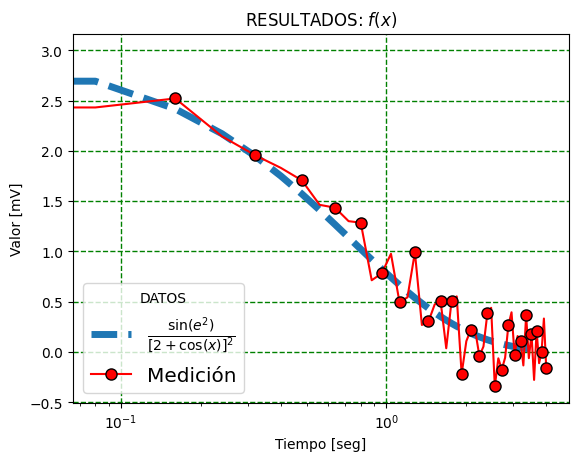 RESULTADOS: f(x)
3.0
2.5
2.0
1.5
1.0
0.5
0.0
−0.5
Valor [mV]
DATOS
sin(e²)
[2 + cos(x)]²
Medición
10⁻¹ 10⁰
Tiempo [seg]